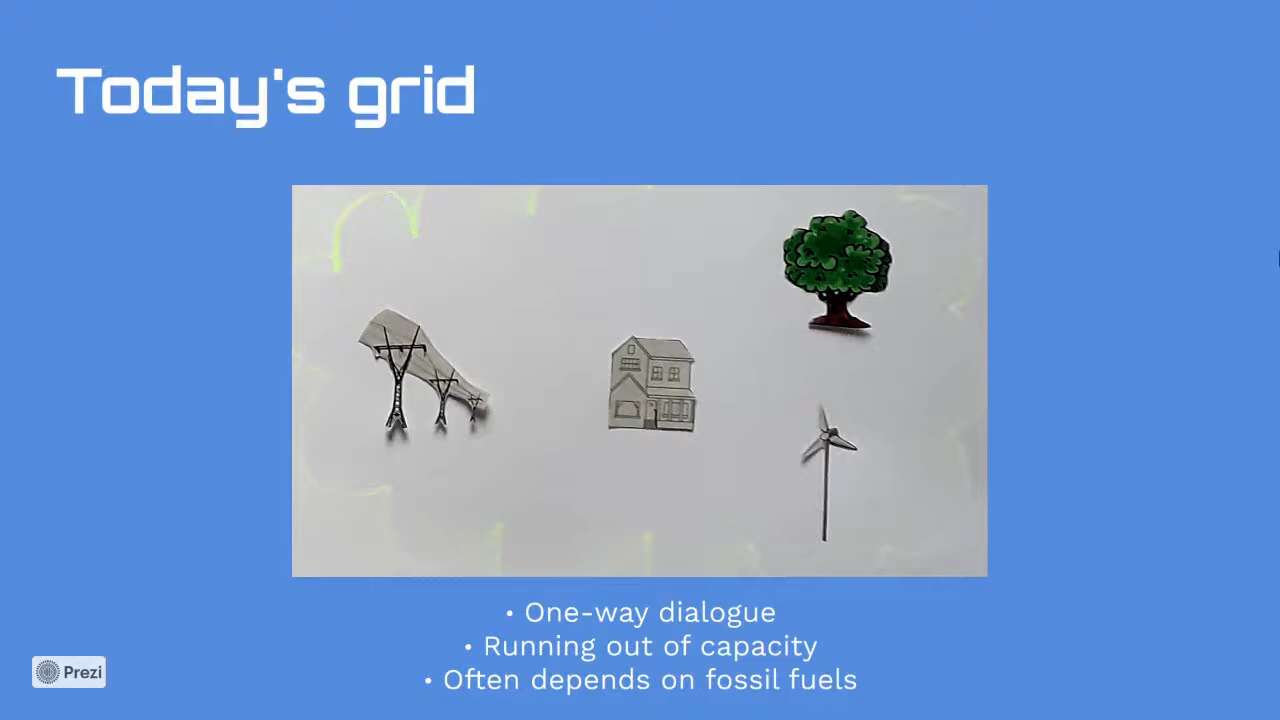 Today's grid
• One-way dialogue
• Running out of capacity
• Often depends on fossil fuels
Prezi